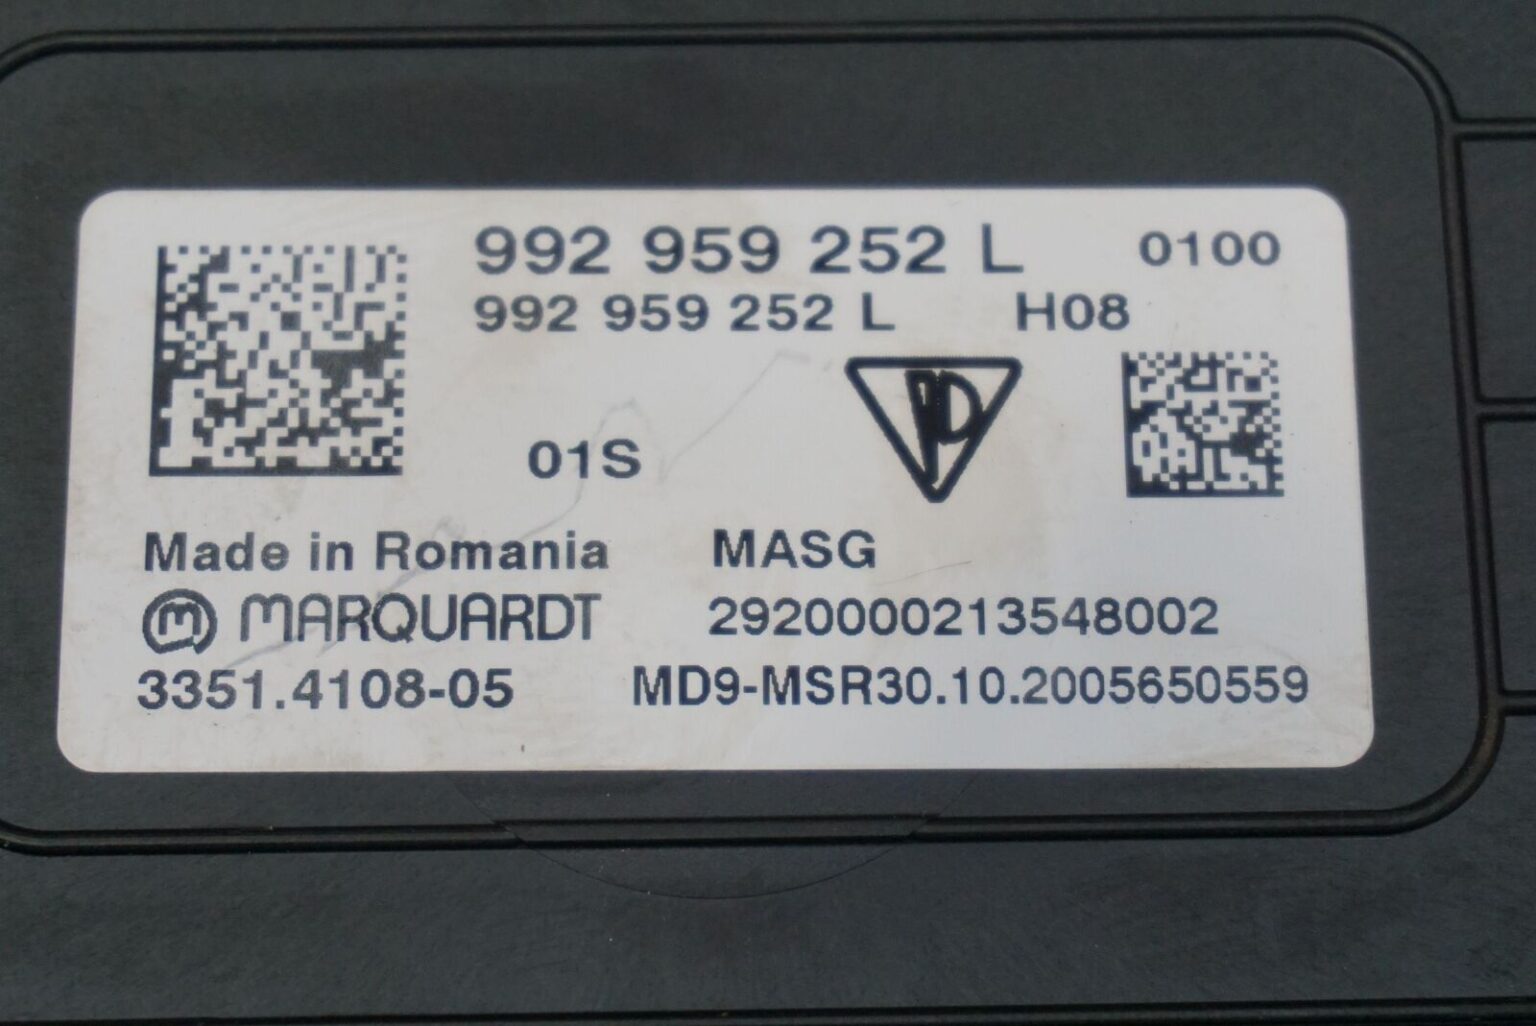 992 959 252 L 0100
992 959 252 L H08
01S
Made in Romania MASG
MARQUARDT 2920000213548002
3351.4108-05 MD9-MSR30.10.2005650559